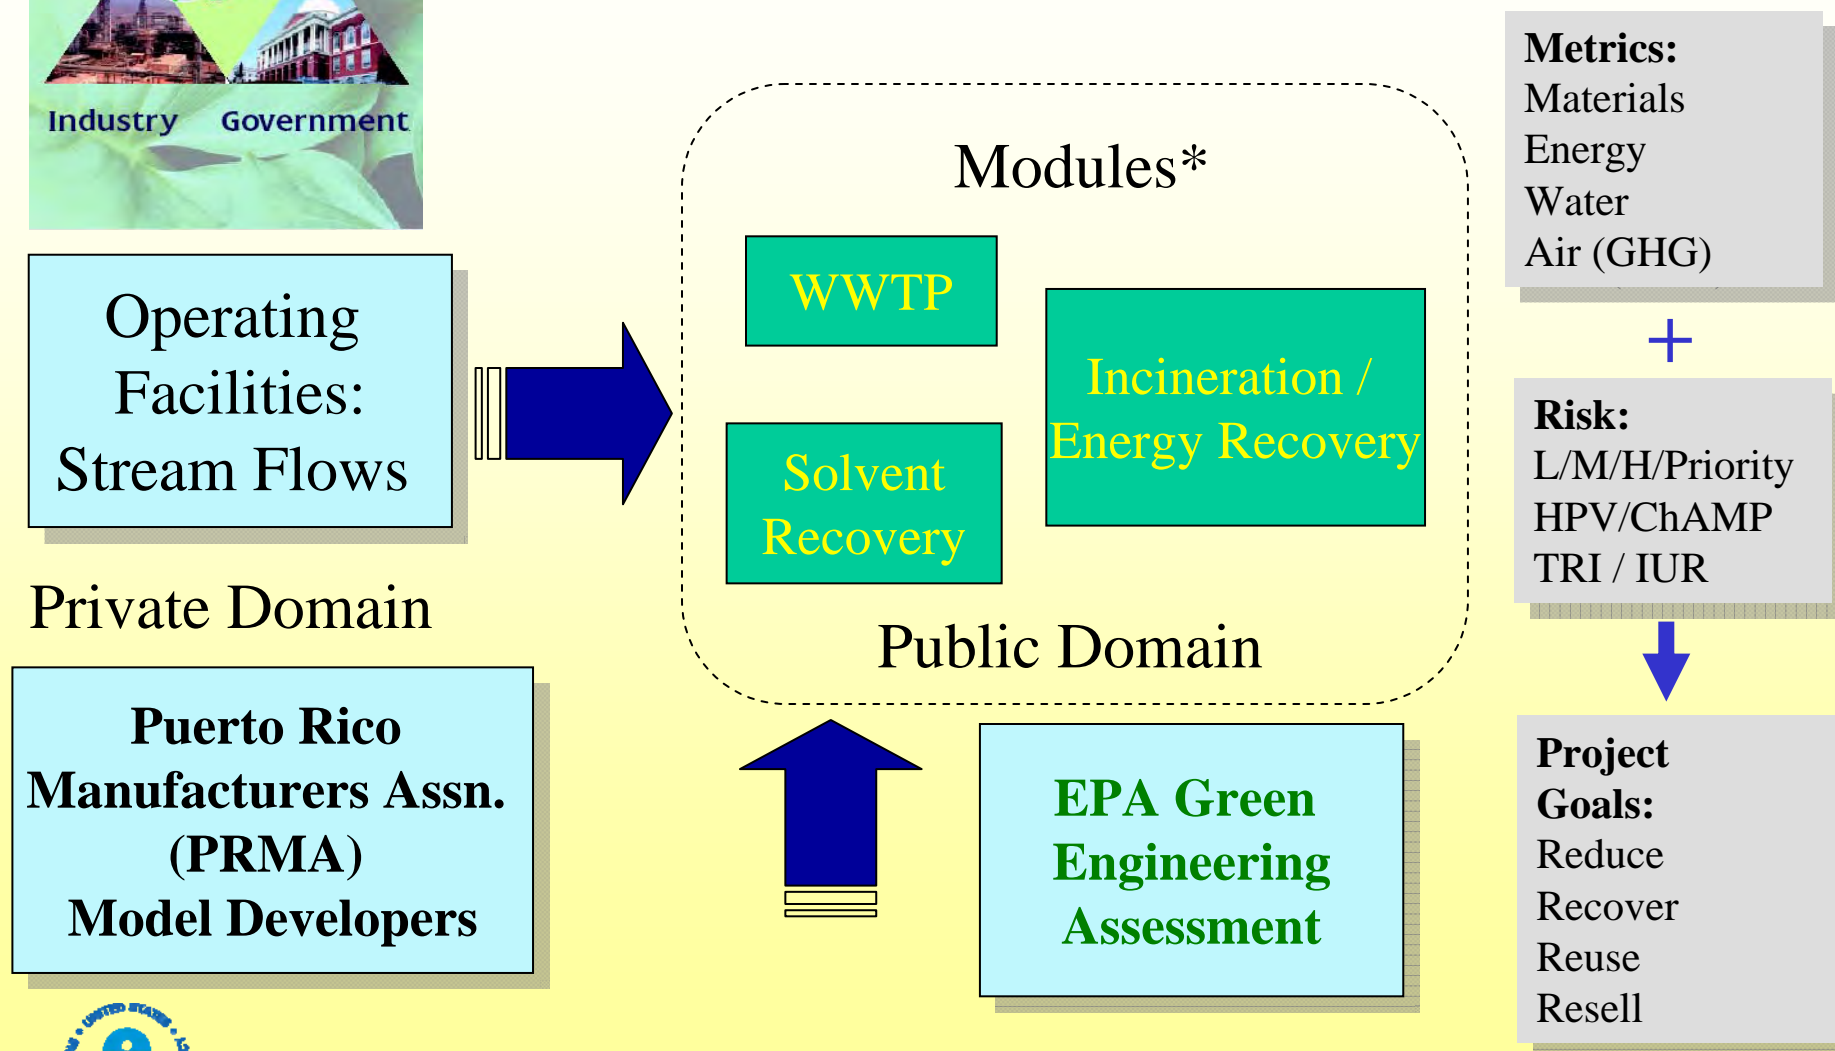 Industry Government
Operating
Facilities:
Stream Flows
Private Domain
Puerto Rico
Manufacturers Assn.
(PRMA)
Model Developers
Modules*
WWTP
Solvent
Recovery
Incineration /
Energy Recovery
Public Domain
EPA Green
Engineering
Assessment
Metrics:
Materials
Energy
Water
Air (GHG)
+
Risk:
L/M/H/Priority
HPV/ChAMP
TRI / IUR
Project
Goals:
Reduce
Recover
Reuse
Resell
UNITED STATES